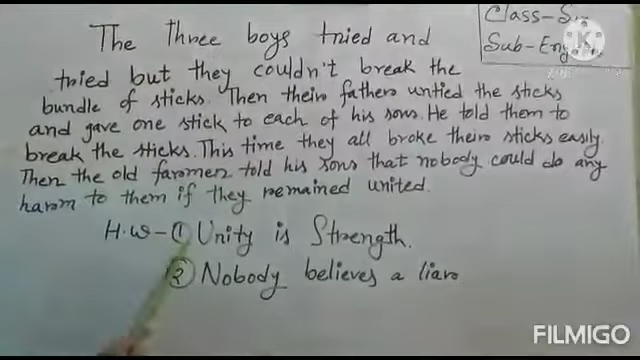 Class-Six
Sub-Eng
The three boys tried and
tried but they couldn't break the
bundle of sticks. Then their father untied the sticks
and gave one stick to each of his sons. He told them to
break the sticks. This time they all broke their sticks easily.
Then the old farmer told his sons that nobody could do any
harm to them if they remained united.
H.W-① Unity is Strength.
② Nobody believes a liar
FILMIGO